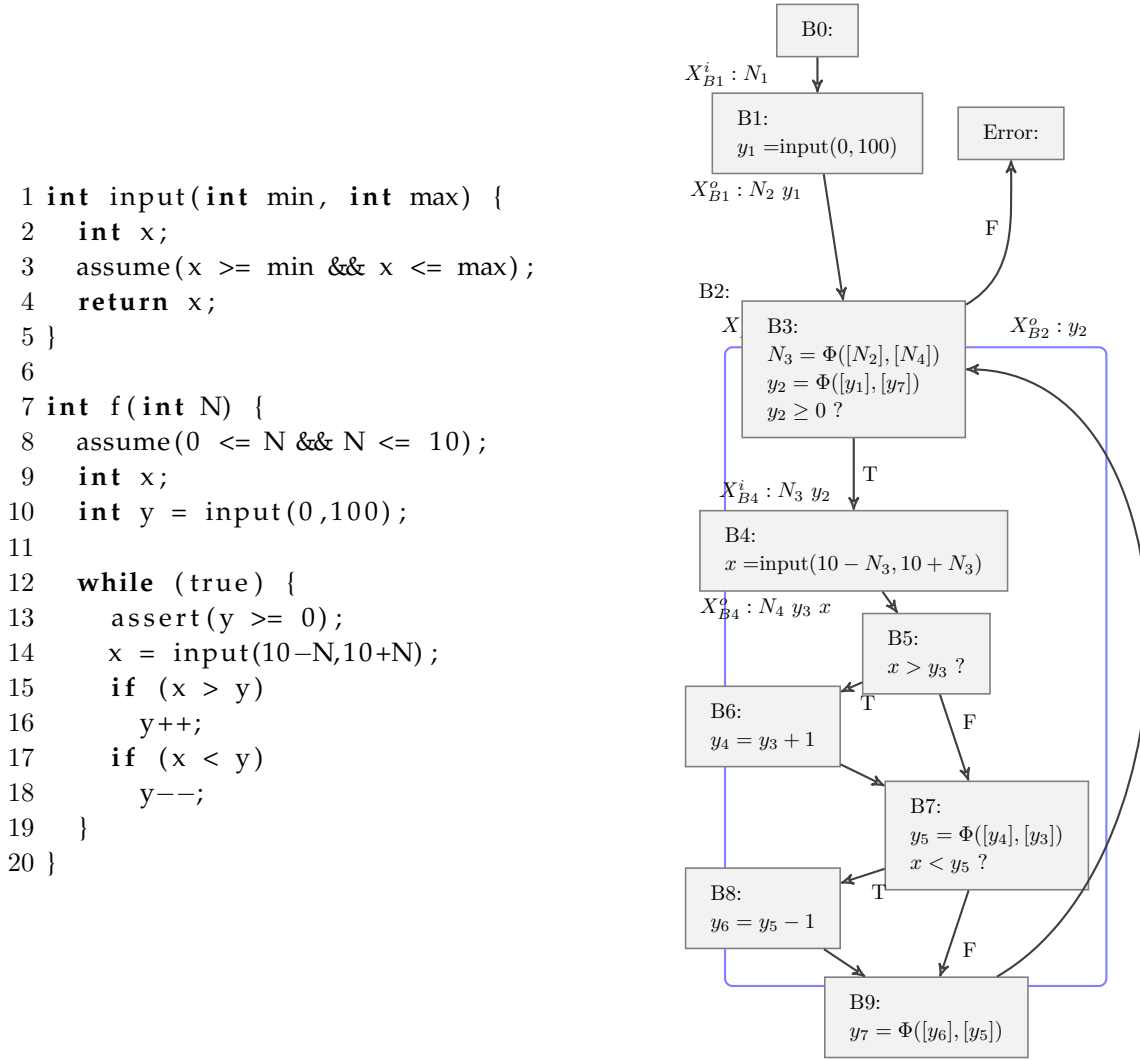 1 int input(int min, int max) {
2   int x;
3   assume(x >= min && x <= max);
4   return x;
5 }
6
7 int f(int N) {
8   assume(0 <= N && N <= 10);
9   int x;
10   int y = input(0,100);
11
12   while (true) {
13     assert(y >= 0);
14     x = input(10−N,10+N);
15     if (x > y)
16       y++;
17     if (x < y)
18       y−−;
19   }
20 }
B0:
X^i_{B1} : N_1
B1:
y_1 =input(0, 100)
Error:
X^o_{B1} : N_2 y_1
F
B2:
X
B3:
N_3 = Φ([N_2], [N_4])
y_2 = Φ([y_1], [y_7])
y_2 ≥ 0 ?
X^o_{B2} : y_2
T
X^i_{B4} : N_3 y_2
B4:
x =input(10 − N_3, 10 + N_3)
X^o_{B4} : N_4 y_3 x
B5:
x > y_3 ?
T
F
B6:
y_4 = y_3 + 1
B7:
y_5 = Φ([y_4], [y_3])
x < y_5 ?
T
B8:
y_6 = y_5 − 1
F
B9:
y_7 = Φ([y_6], [y_5])